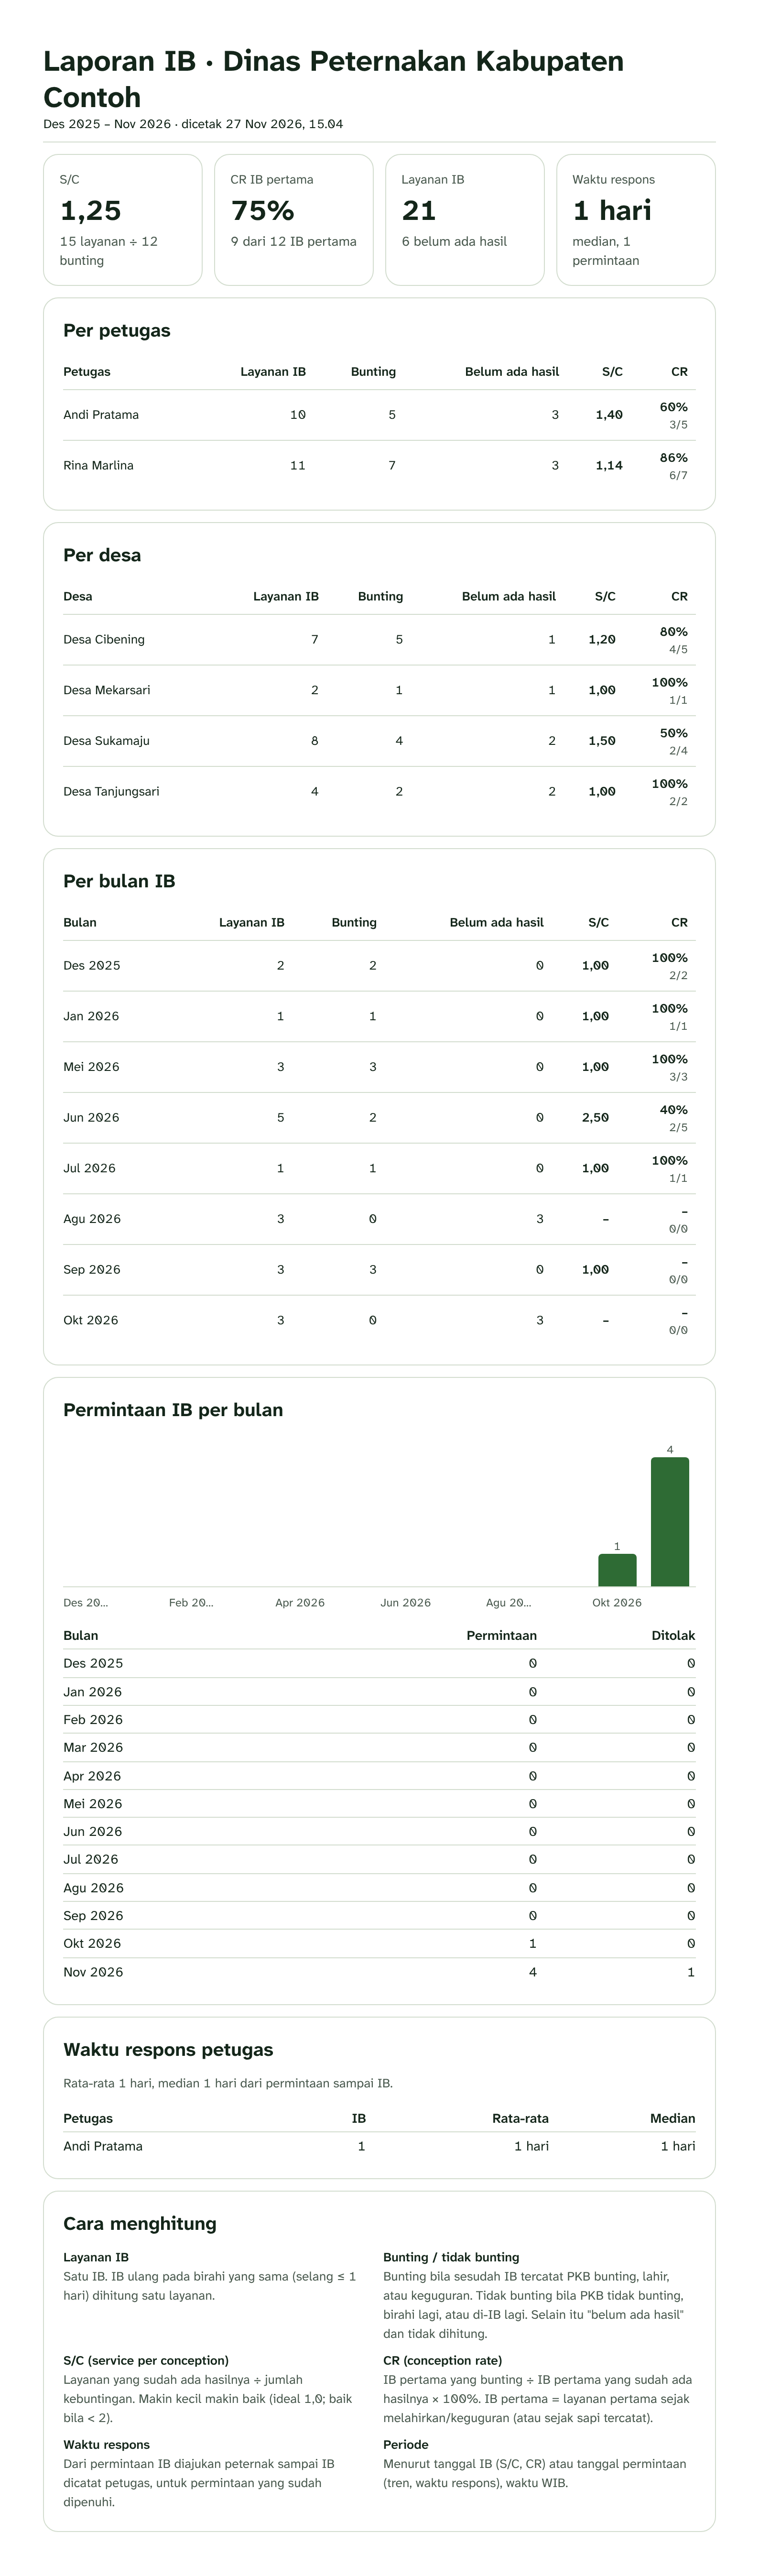 Laporan IB · Dinas Peternakan Kabupaten
Contoh
Des 2025 – Nov 2026 · dicetak 27 Nov 2026, 15.04
S/C
1,25
15 layanan ÷ 12
bunting
CR IB pertama
75%
9 dari 12 IB pertama
Layanan IB
21
6 belum ada hasil
Waktu respons
1 hari
median, 1
permintaan
Per petugas
Petugas Layanan IB Bunting Belum ada hasil S/C CR
Andi Pratama 10 5 3 1,40 60% 3/5
Rina Marlina 11 7 3 1,14 86% 6/7
Per desa
Desa Layanan IB Bunting Belum ada hasil S/C CR
Desa Cibening 7 5 1 1,20 80% 4/5
Desa Mekarsari 2 1 1 1,00 100% 1/1
Desa Sukamaju 8 4 2 1,50 50% 2/4
Desa Tanjungsari 4 2 2 1,00 100% 2/2
Per bulan IB
Bulan Layanan IB Bunting Belum ada hasil S/C CR
Des 2025 2 2 0 1,00 100% 2/2
Jan 2026 1 1 0 1,00 100% 1/1
Mei 2026 3 3 0 1,00 100% 3/3
Jun 2026 5 2 0 2,50 40% 2/5
Jul 2026 1 1 0 1,00 100% 1/1
Agu 2026 3 0 3 – – 0/0
Sep 2026 3 3 0 1,00 – 0/0
Okt 2026 3 0 3 – – 0/0
Permintaan IB per bulan
4
1
Des 20... Feb 20... Apr 2026 Jun 2026 Agu 20... Okt 2026
Bulan Permintaan Ditolak
Des 2025 0 0
Jan 2026 0 0
Feb 2026 0 0
Mar 2026 0 0
Apr 2026 0 0
Mei 2026 0 0
Jun 2026 0 0
Jul 2026 0 0
Agu 2026 0 0
Sep 2026 0 0
Okt 2026 1 0
Nov 2026 4 1
Waktu respons petugas
Rata-rata 1 hari, median 1 hari dari permintaan sampai IB.
Petugas IB Rata-rata Median
Andi Pratama 1 1 hari 1 hari
Cara menghitung
Layanan IB
Satu IB. IB ulang pada birahi yang sama (selang ≤ 1
hari) dihitung satu layanan.
Bunting / tidak bunting
Bunting bila sesudah IB tercatat PKB bunting, lahir,
atau keguguran. Tidak bunting bila PKB tidak bunting,
birahi lagi, atau di-IB lagi. Selain itu "belum ada hasil"
dan tidak dihitung.
S/C (service per conception)
Layanan yang sudah ada hasilnya ÷ jumlah
kebuntingan. Makin kecil makin baik (ideal 1,0; baik
bila < 2).
CR (conception rate)
IB pertama yang bunting ÷ IB pertama yang sudah ada
hasilnya × 100%. IB pertama = layanan pertama sejak
melahirkan/keguguran (atau sejak sapi tercatat).
Waktu respons
Dari permintaan IB diajukan peternak sampai IB
dicatat petugas, untuk permintaan yang sudah
dipenuhi.
Periode
Menurut tanggal IB (S/C, CR) atau tanggal permintaan
(tren, waktu respons), waktu WIB.